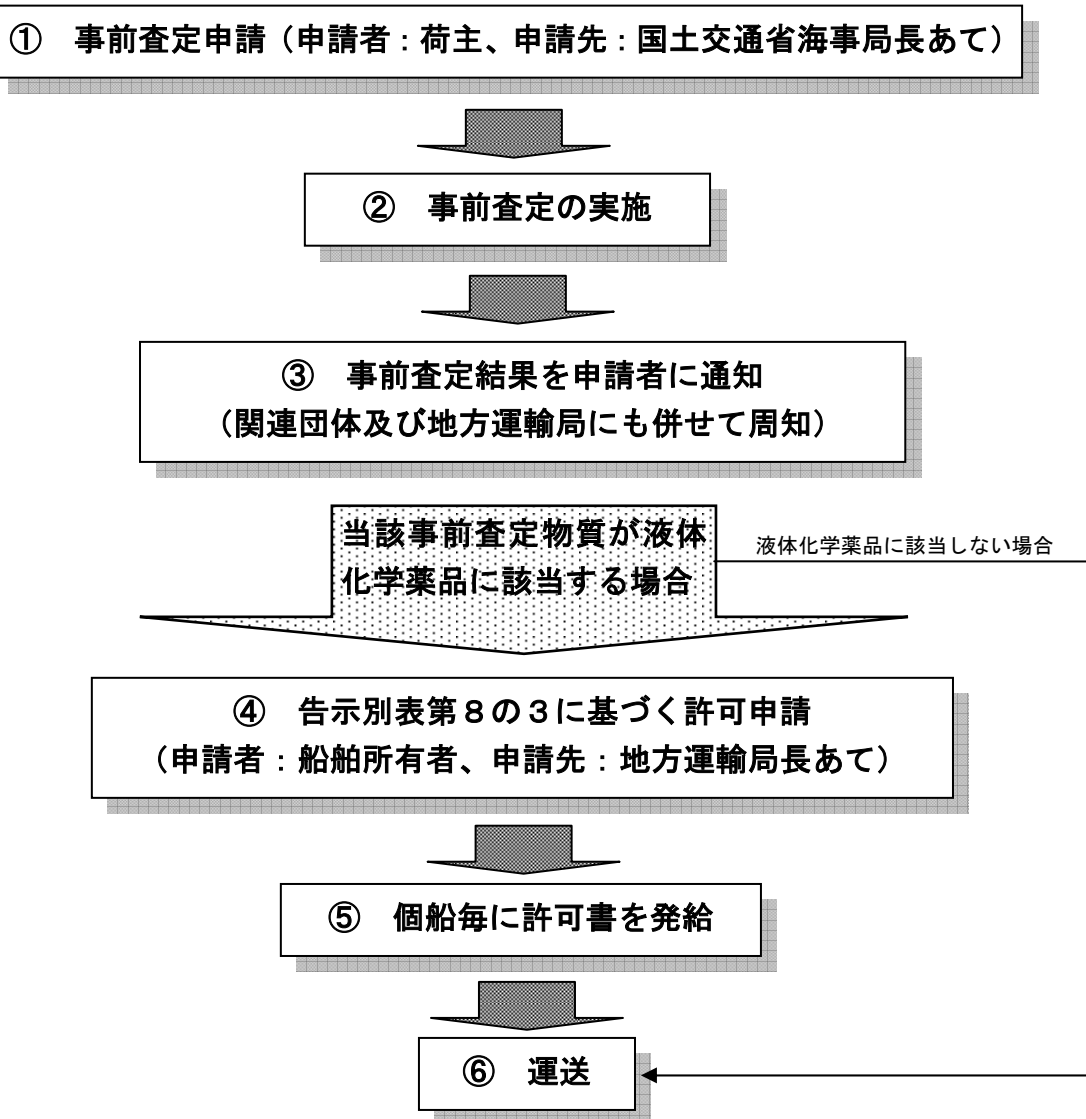 ① 事前査定申請（申請者：荷主、申請先：国土交通省海事局長あて）
② 事前査定の実施
③ 事前査定結果を申請者に通知
（関連団体及び地方運輸局にも併せて周知）
当該事前査定物質が液体
化学薬品に該当する場合
液体化学薬品に該当しない場合
④ 告示別表第８の３に基づく許可申請
（申請者：船舶所有者、申請先：地方運輸局長あて）
⑤ 個船毎に許可書を発給
⑥ 運送